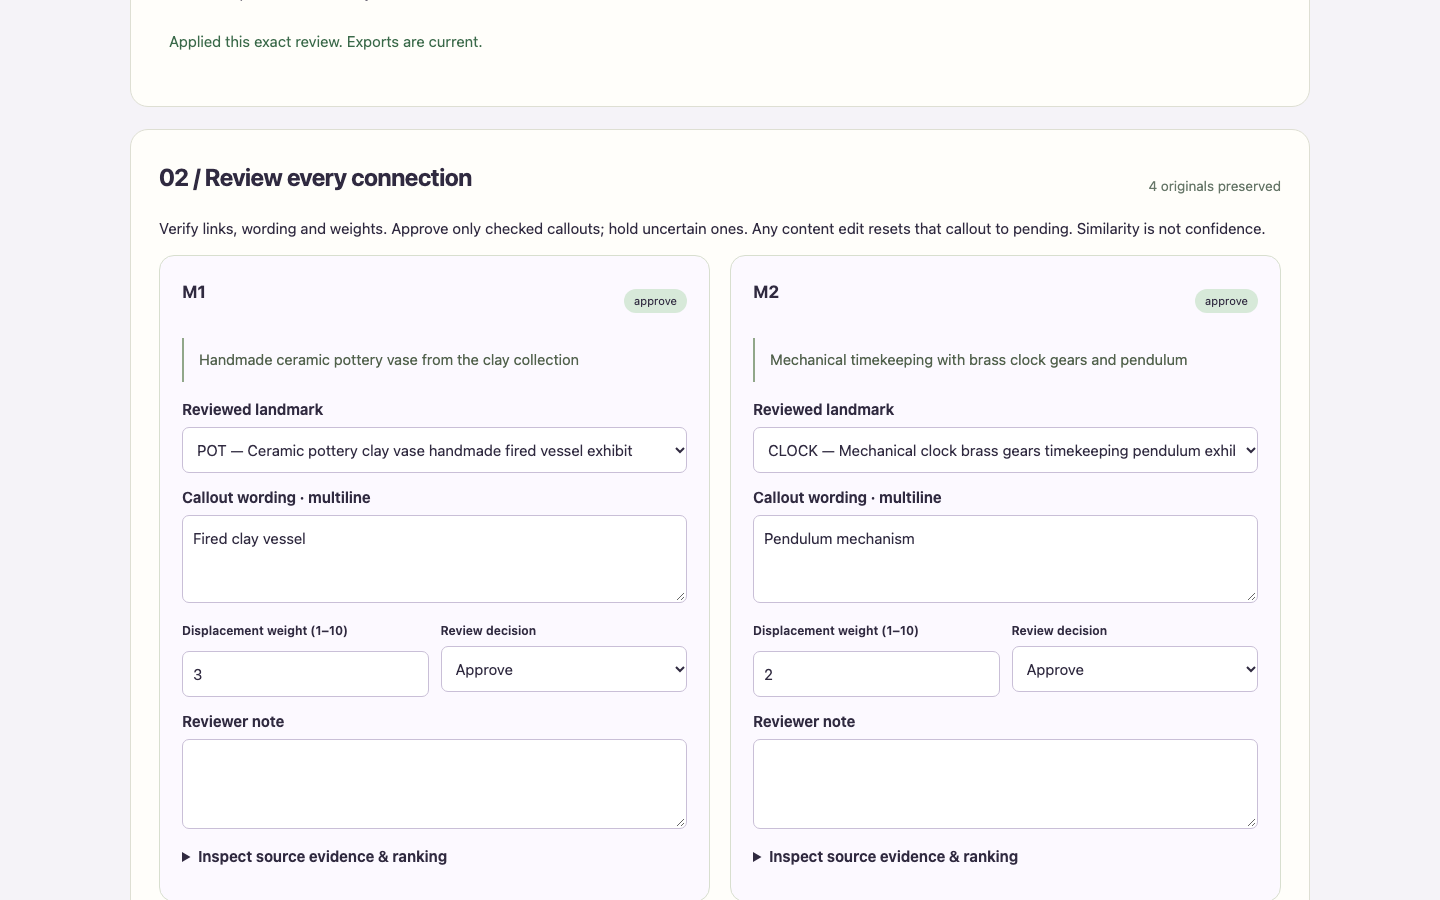 Applied this exact review. Exports are current.
02 / Review every connection
4 originals preserved
Verify links, wording and weights. Approve only checked callouts; hold uncertain ones. Any content edit resets that callout to pending. Similarity is not confidence.
M1
approve
Handmade ceramic pottery vase from the clay collection
Reviewed landmark
POT — Ceramic pottery clay vase handmade fired vessel exhibit
Callout wording · multiline
Fired clay vessel
Displacement weight (1–10)
Review decision
3
Approve
Reviewer note
Inspect source evidence & ranking
M2
approve
Mechanical timekeeping with brass clock gears and pendulum
Reviewed landmark
CLOCK — Mechanical clock brass gears timekeeping pendulum exhil
Callout wording · multiline
Pendulum mechanism
Displacement weight (1–10)
Review decision
2
Approve
Reviewer note
Inspect source evidence & ranking